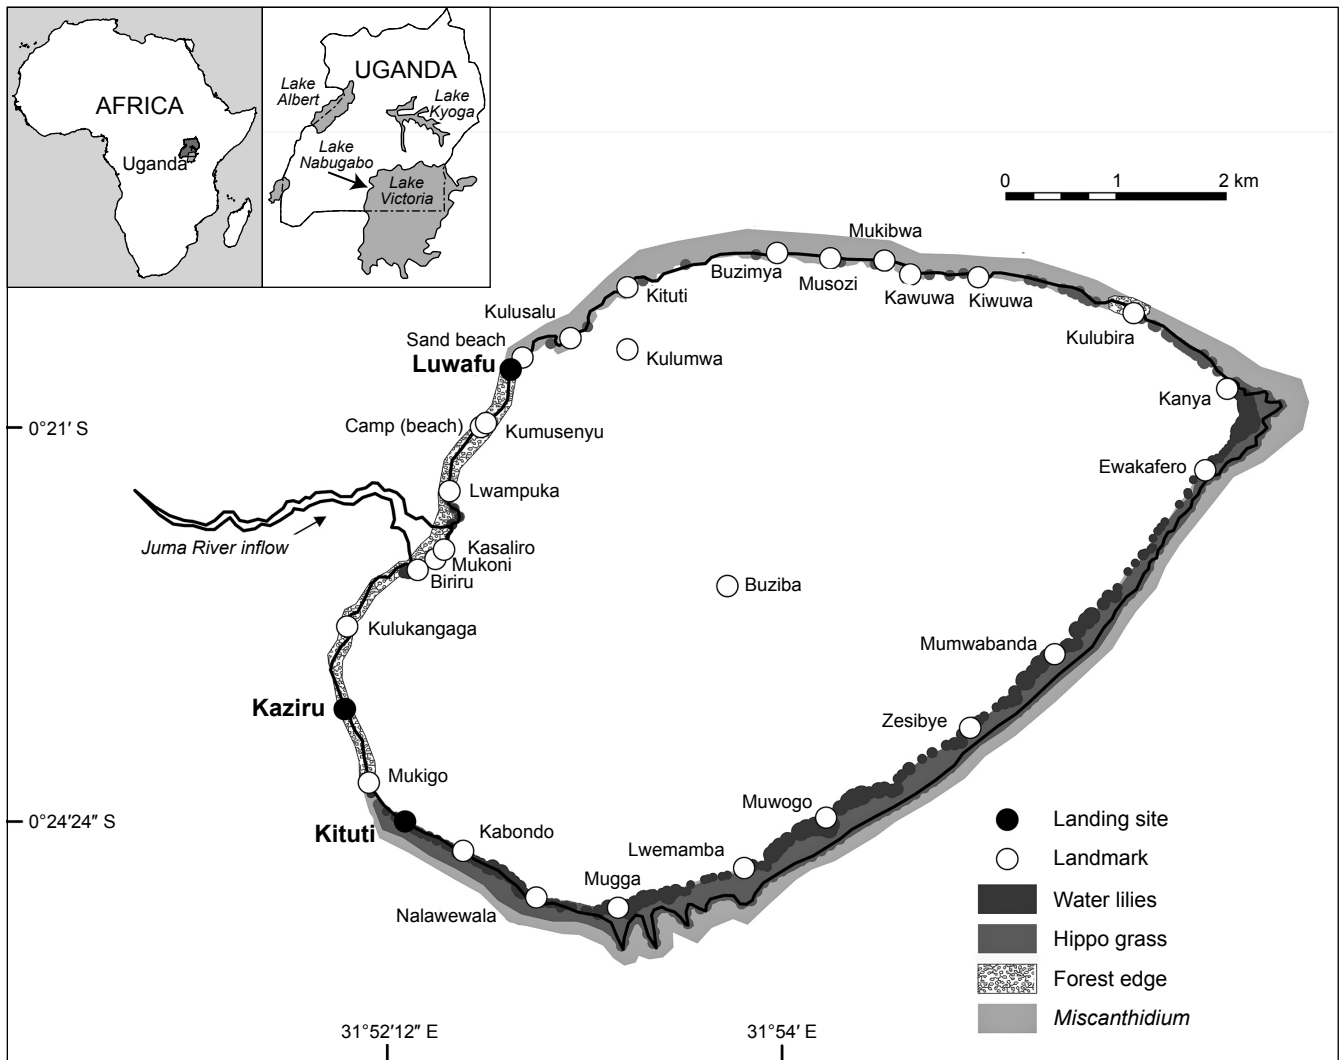 AFRICA
Uganda
UGANDA
Lake
Albert
Lake
Kyoga
Lake
Nabugabo
Lake
Victoria
0 1 2 km
Mukibwa
Buzimya
Musozi
Kawuwa
Kiwuwa
Kituti
Kulusalu
Sand beach
Luwafu
Kulumwa
Kulubira
Kanya
0°21′ S
Camp (beach)
Kumusenyu
Ewakafero
Lwampuka
Juma River inflow
Kasaliro
Mukoni
Biriru
Buziba
Kulukangaga
Mumwabanda
Kaziru
Zesibye
Mukigo
Muwogo
0°24′24″ S
Kituti
Kabondo
Lwemamba
Mugga
Nalawewala
Landing site
Landmark
Water lilies
Hippo grass
Forest edge
Miscanthidium
31°52′12″ E
31°54′ E